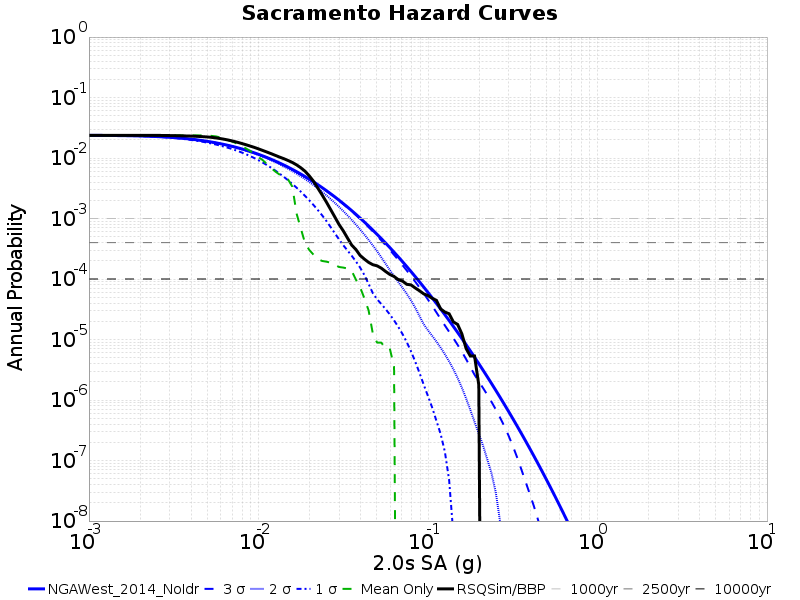 Sacramento Hazard Curves
Annual Probability
10^0
10^-1
10^-2
10^-3
10^-4
10^-5
10^-6
10^-7
10^-8
10^-3 10^-2 10^-1 10^0 10^1
2.0s SA (g)
NGAWest_2014_NoIdr 3 σ 2 σ 1 σ Mean Only RSQSim/BBP 1000yr 2500yr 10000yr